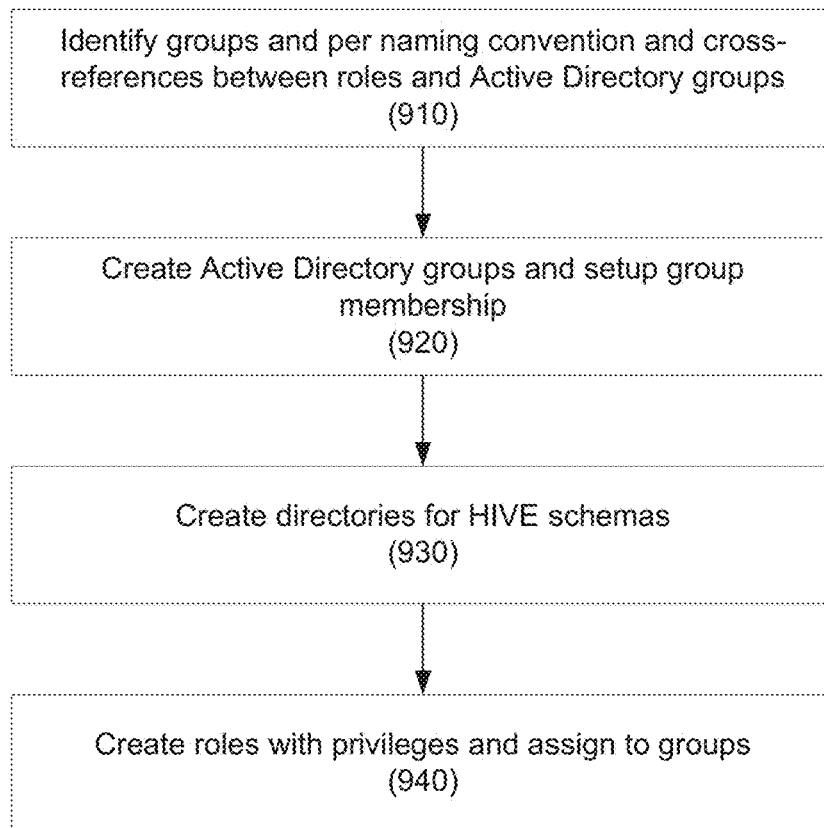 Identify groups and per naming convention and cross-
references between roles and Active Directory groups
(910)
Create Active Directory groups and setup group
membership
(920)
Create directories for HIVE schemas
(930)
Create roles with privileges and assign to groups
(940)